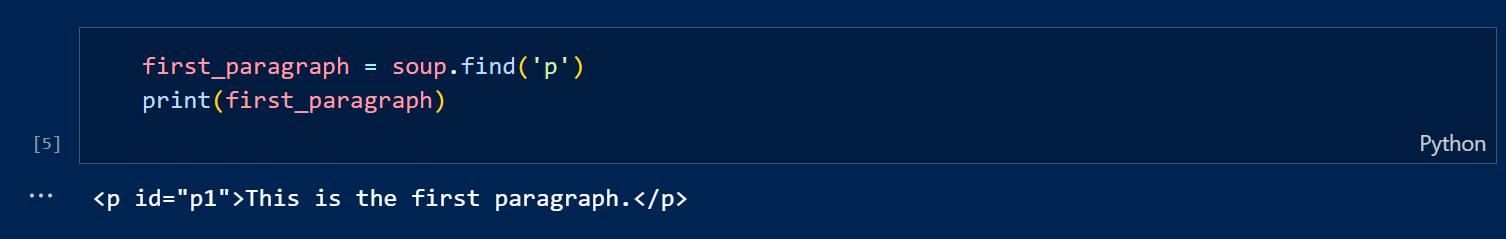 first_paragraph = soup.find('p')
print(first_paragraph)
[5]
Python
... <p id="p1">This is the first paragraph.</p>